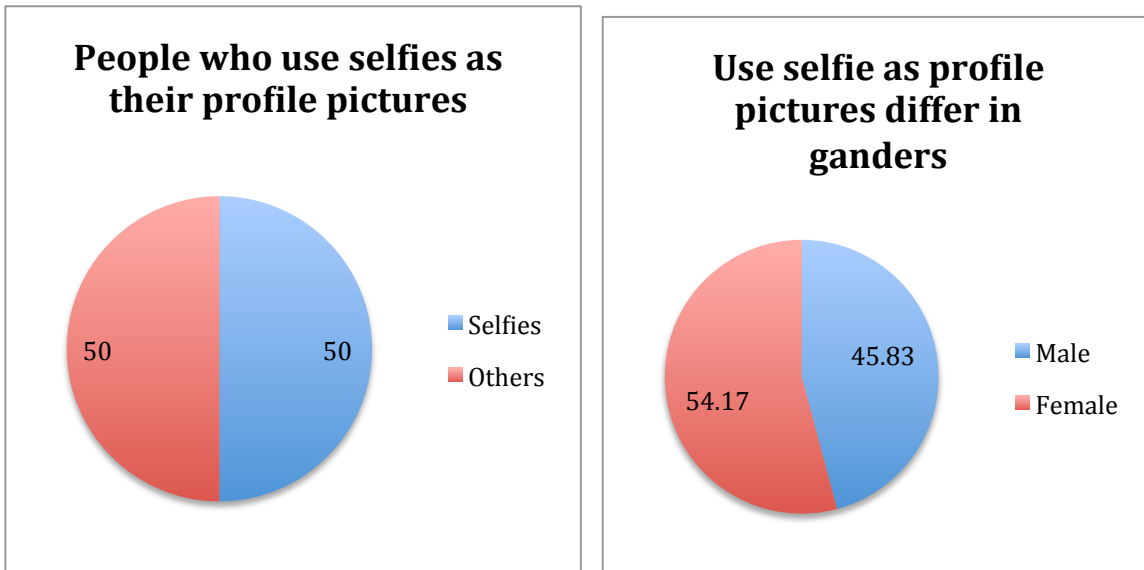 People who use selfies as
their profile pictures
50
50
Selfies
Others
Use selfie as profile
pictures differ in
ganders
45.83
54.17
Male
Female